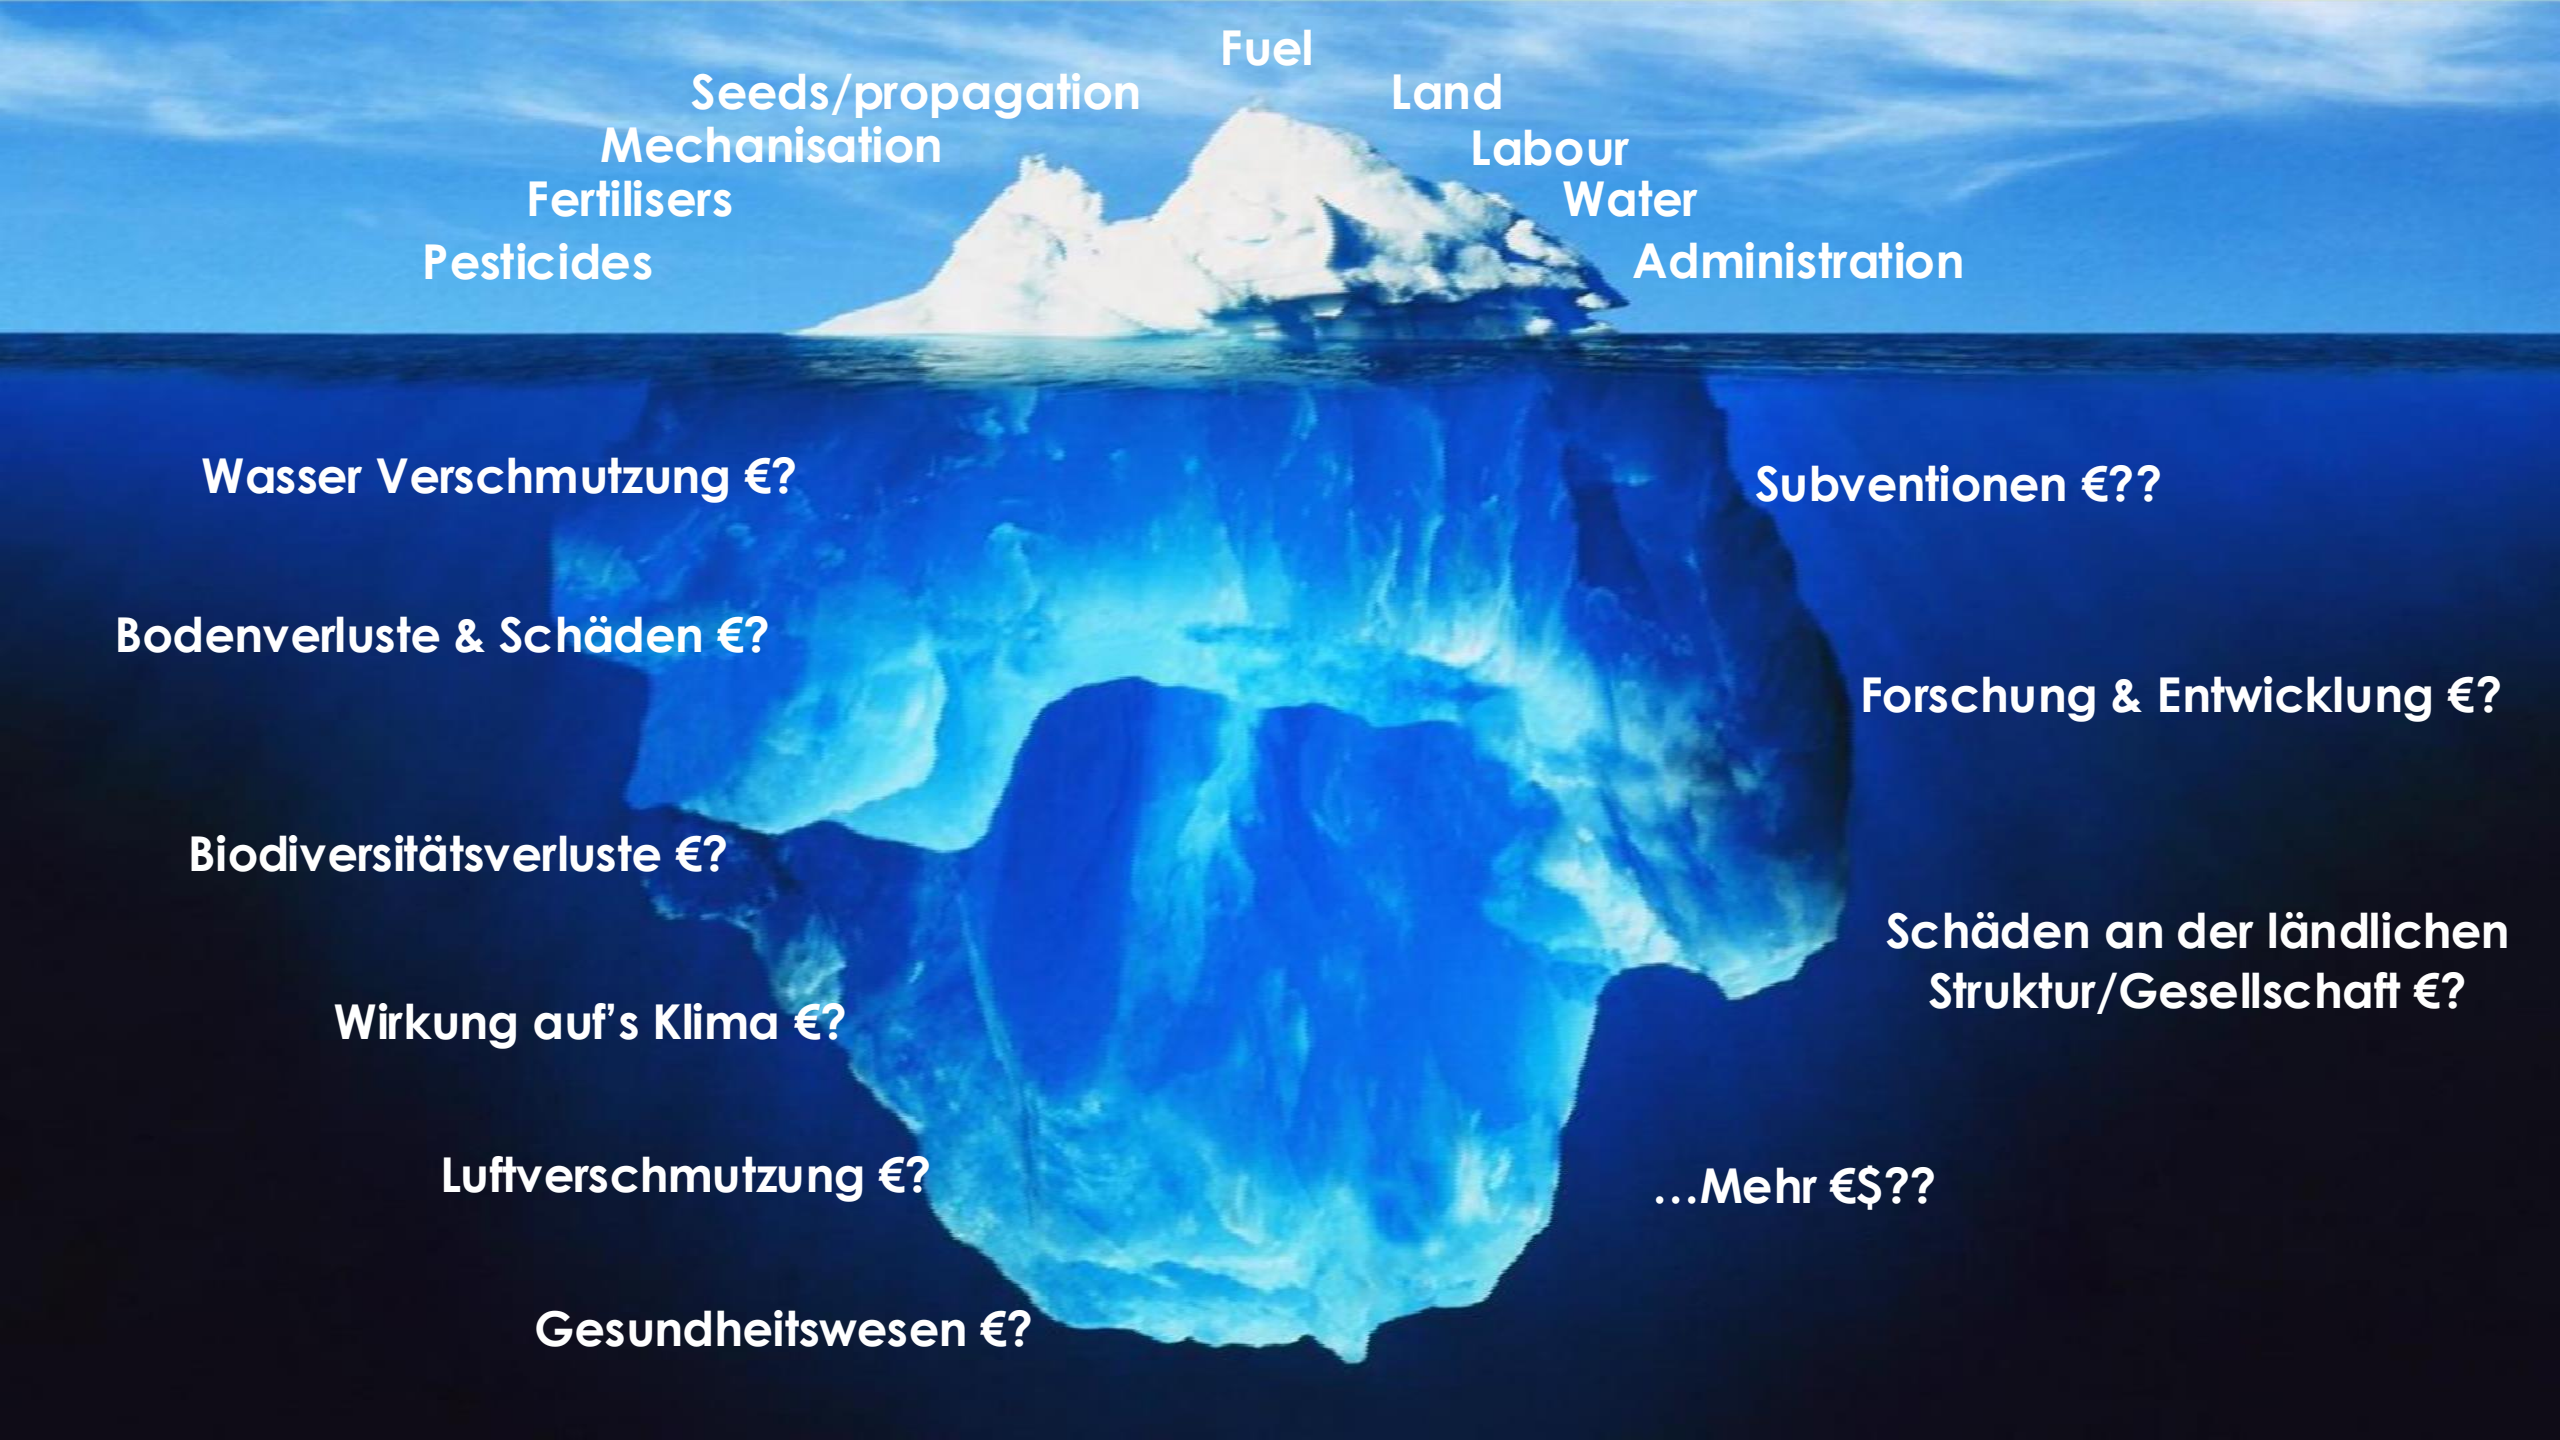 Fuel
Seeds/propagation
Land
Mechanisation
Labour
Fertilisers
Water
Pesticides
Administration
Wasser Verschmutzung €?
Subventionen €??
Bodenverluste & Schäden €?
Forschung & Entwicklung €?
Biodiversitätsverluste €?
Schäden an der ländlichen
Struktur/Gesellschaft €?
Wirkung auf’s Klima €?
Luftverschmutzung €?
...Mehr €$??
Gesundheitswesen €?